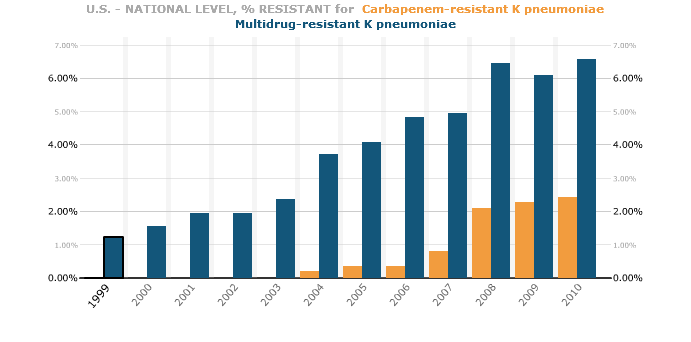 U.S. - NATIONAL LEVEL, % RESISTANT for Carbapenem-resistant K pneumoniae
Multidrug-resistant K pneumoniae
7.00% 7.00%
6.00% 6.00%
5.00% 5.00%
4.00% 4.00%
3.00% 3.00%
2.00% 2.00%
1.00% 1.00%
0.00% 0.00%
1999 2000 2001 2002 2003 2004 2005 2006 2007 2008 2009 2010